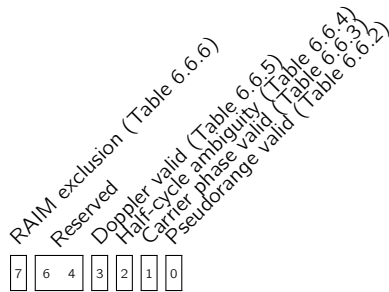 RAIM exclusion (Table 6.6.6)
Reserved
Doppler valid (Table 6.6.5)
Half-cycle ambiguity (Table 6.6.4)
Carrier phase valid (Table 6.6.3)
Pseudorange valid (Table 6.6.2)
7 6 4 3 2 1 0